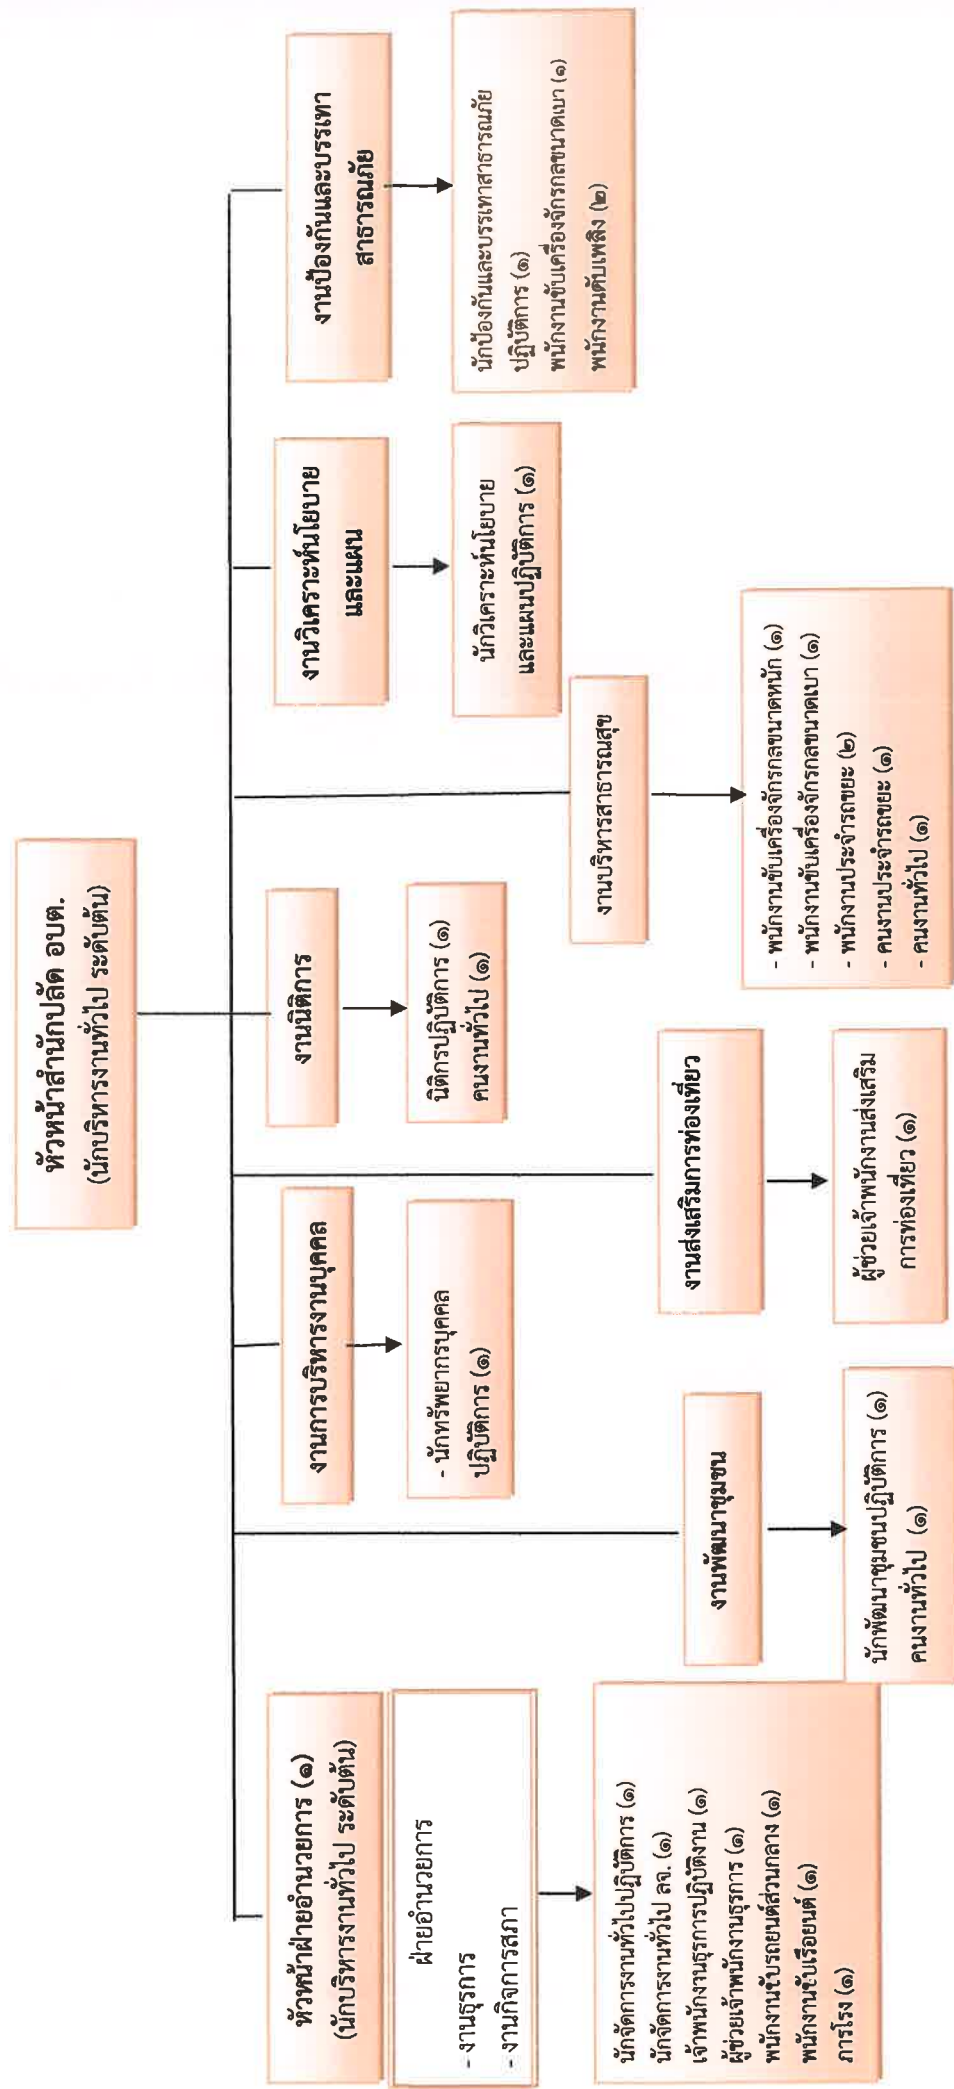 หัวหน้าสำนักปลัด อบต.
(นักบริหารงานทั่วไป ระดับต้น)
หัวหน้าฝ่ายอำนวยการ (๑)
(นักบริหารงานทั่วไป ระดับต้น)
ฝ่ายอำนวยการ
- งานธุรการ
- งานกิจการสภา
นักจัดการงานทั่วไปปฏิบัติการ (๑)
นักจัดการงานทั่วไป ลจ. (๑)
เจ้าพนักงานธุรการปฏิบัติงาน (๑)
ผู้ช่วยเจ้าพนักงานธุรการ (๑)
พนักงานขับรถยนต์ส่วนกลาง (๑)
พนักงานขับเรือยนต์ (๑)
ภารโรง (๑)
งานพัฒนาชุมชน
นักพัฒนาชุมชนปฏิบัติการ (๑)
คนงานทั่วไป (๑)
งานการบริหารงานบุคคล
- นักทรัพยากรบุคคล
ปฏิบัติการ (๑)
งานส่งเสริมการท่องเที่ยว
ผู้ช่วยเจ้าพนักงานส่งเสริม
การท่องเที่ยว (๑)
งานนิติการ
นิติกรปฏิบัติการ (๑)
คนงานทั่วไป (๑)
งานบริหารสาธารณสุข
- พนักงานขับเครื่องจักรกลขนาดหนัก (๑)
- พนักงานขับเครื่องจักรกลขนาดเบา (๑)
- พนักงานประจำรถขยะ (๒)
- คนงานประจำรถขยะ (๑)
- คนงานทั่วไป (๑)
งานวิเคราะห์นโยบาย
และแผน
นักวิเคราะห์นโยบาย
และแผนปฏิบัติการ (๑)
งานป้องกันและบรรเทา
สาธารณภัย
นักป้องกันและบรรเทาสาธารณภัย
ปฏิบัติการ (๑)
พนักงานขับเครื่องจักรกลขนาดเบา (๑)
พนักงานดับเพลิง (๒)